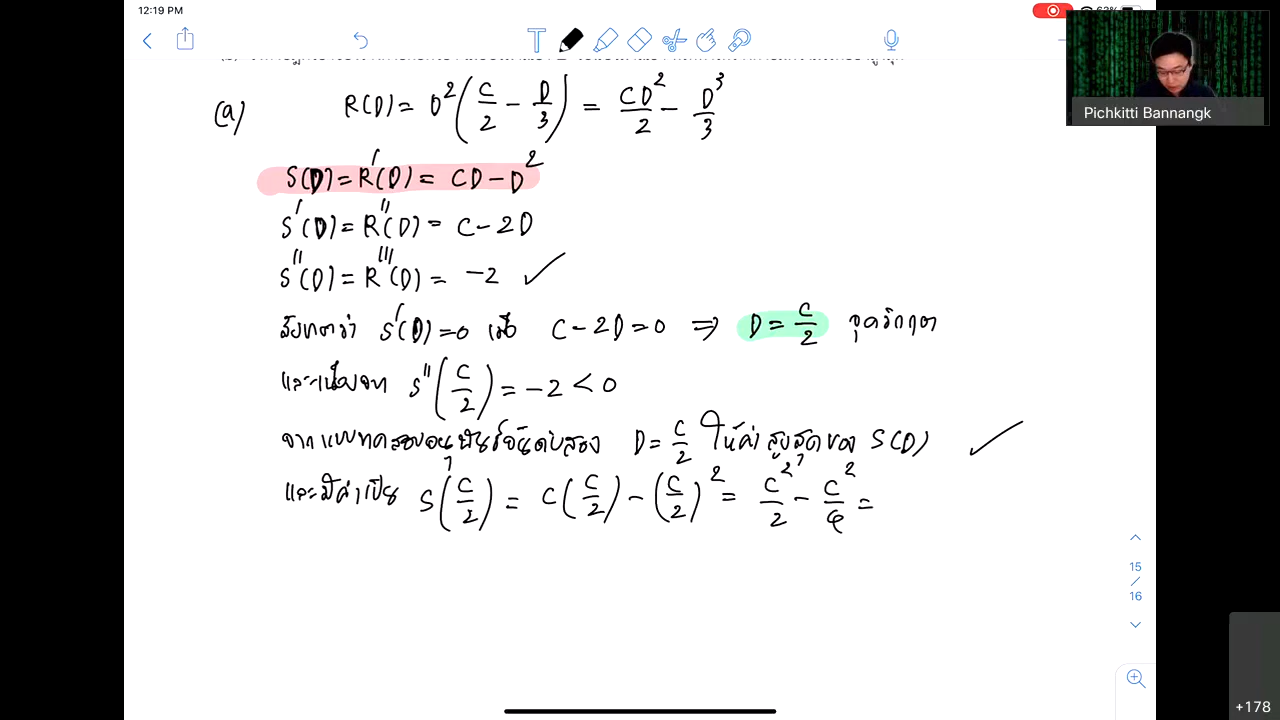 12:19 PM
63%
Pichkitti Bannangk
(a) R(D) = D²(C/2 − D/3) = CD²/2 − D³/3
S(D) = R'(D) = CD − D²
S'(D) = R''(D) = C − 2D
S''(D) = R'''(D) = −2 ✓
สังเกตว่า S'(D) = 0 เมื่อ C − 2D = 0 ⇒ D = C/2 จุดวิกฤต
และเนื่องจาก S''(C/2) = −2 < 0
จากแบบทดสอบอนุพันธ์อันดับสอง D = C/2 ให้ค่าสูงสุดของ S(D) ✓
และมีค่าเป็น S(C/2) = C(C/2) − (C/2)² = C²/2 − C²/4 =
15
/
16
+178